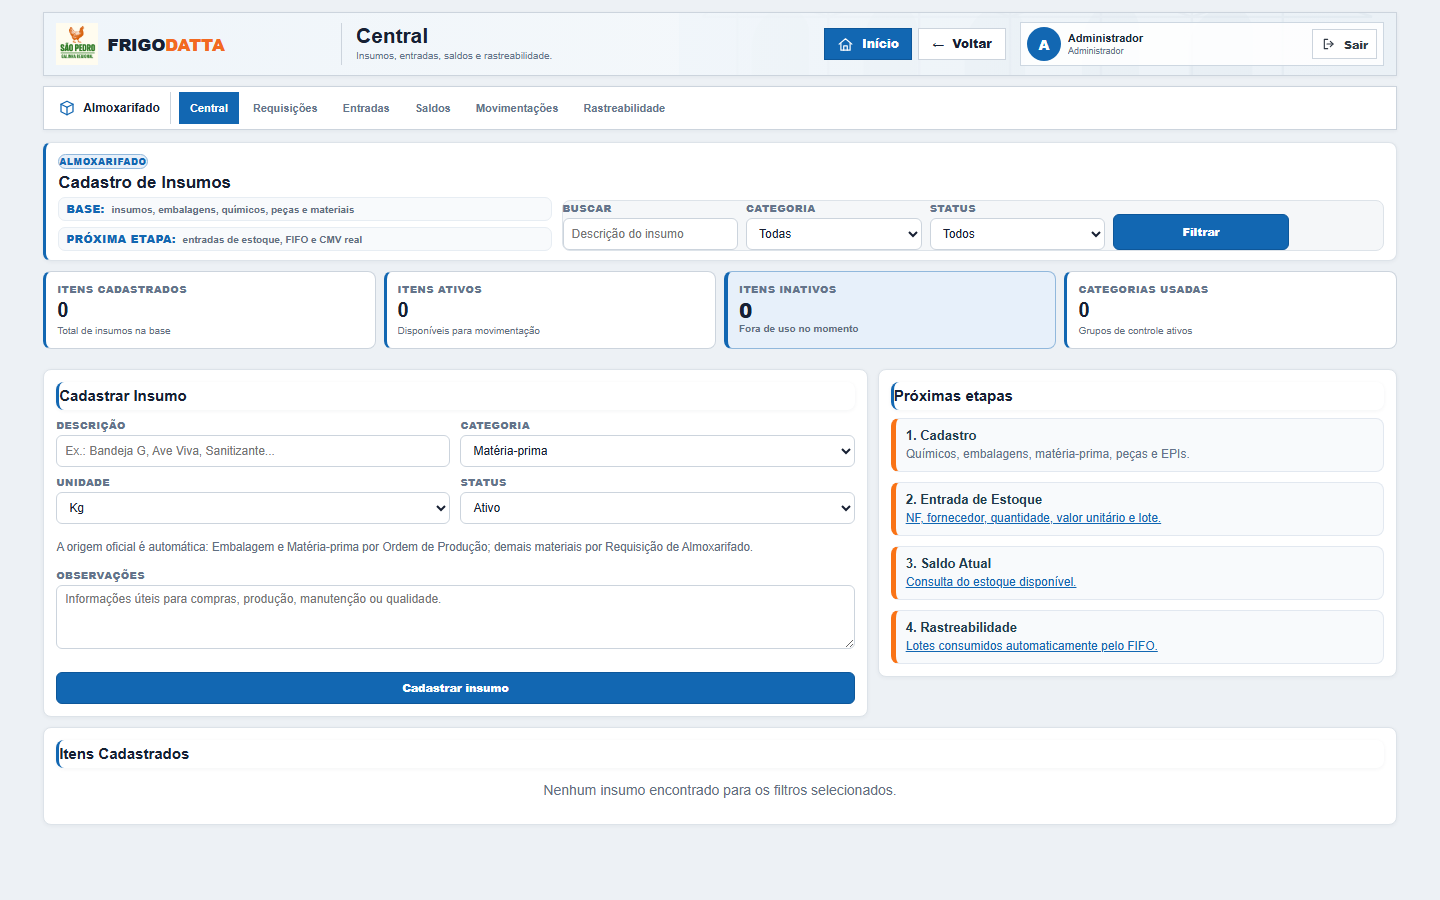 SÃO PEDRO
GALINHA REGIONAL
FRIGODATTA
Central
Insumos, entradas, saldos e rastreabilidade.
Início
← Voltar
A
Administrador
Administrador
Sair
Almoxarifado
Central
Requisições
Entradas
Saldos
Movimentações
Rastreabilidade
ALMOXARIFADO
Cadastro de Insumos
BASE: insumos, embalagens, químicos, peças e materiais
PRÓXIMA ETAPA: entradas de estoque, FIFO e CMV real
BUSCAR
Descrição do insumo
CATEGORIA
Todas
STATUS
Todos
Filtrar
ITENS CADASTRADOS
0
Total de insumos na base
ITENS ATIVOS
0
Disponíveis para movimentação
ITENS INATIVOS
0
Fora de uso no momento
CATEGORIAS USADAS
0
Grupos de controle ativos
Cadastrar Insumo
DESCRIÇÃO
Ex.: Bandeja G, Ave Viva, Sanitizante...
CATEGORIA
Matéria-prima
UNIDADE
Kg
STATUS
Ativo
A origem oficial é automática: Embalagem e Matéria-prima por Ordem de Produção; demais materiais por Requisição de Almoxarifado.
OBSERVAÇÕES
Informações úteis para compras, produção, manutenção ou qualidade.
Cadastrar insumo
Próximas etapas
1. Cadastro
Químicos, embalagens, matéria-prima, peças e EPIs.
2. Entrada de Estoque
NF, fornecedor, quantidade, valor unitário e lote.
3. Saldo Atual
Consulta do estoque disponível.
4. Rastreabilidade
Lotes consumidos automaticamente pelo FIFO.
Itens Cadastrados
Nenhum insumo encontrado para os filtros selecionados.